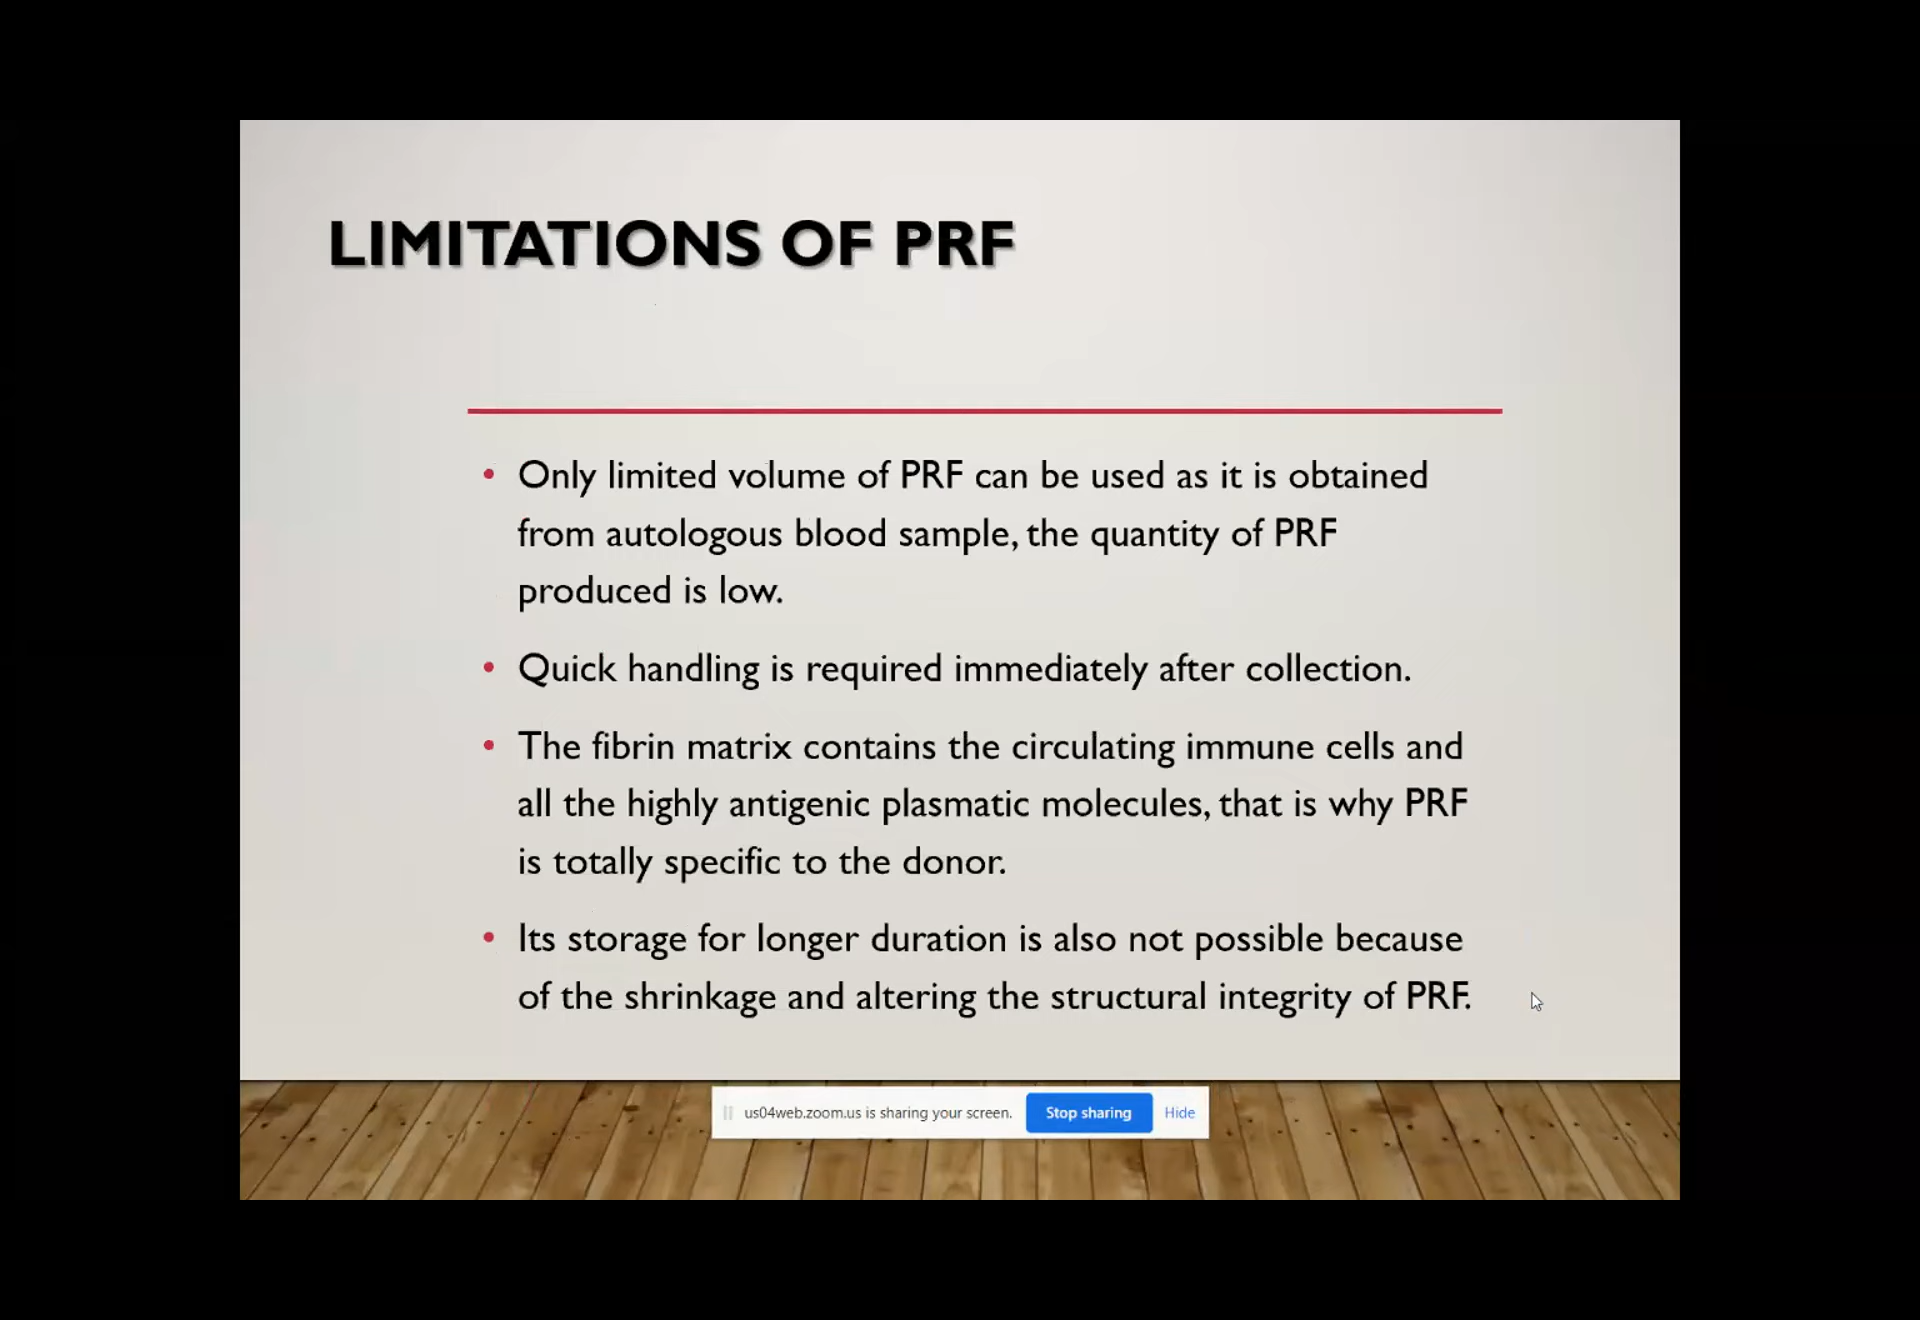 LIMITATIONS OF PRF
• Only limited volume of PRF can be used as it is obtained
from autologous blood sample, the quantity of PRF
produced is low.
• Quick handling is required immediately after collection.
• The fibrin matrix contains the circulating immune cells and
all the highly antigenic plasmatic molecules, that is why PRF
is totally specific to the donor.
• Its storage for longer duration is also not possible because
of the shrinkage and altering the structural integrity of PRF.
us04web.zoom.us is sharing your screen. Stop sharing Hide